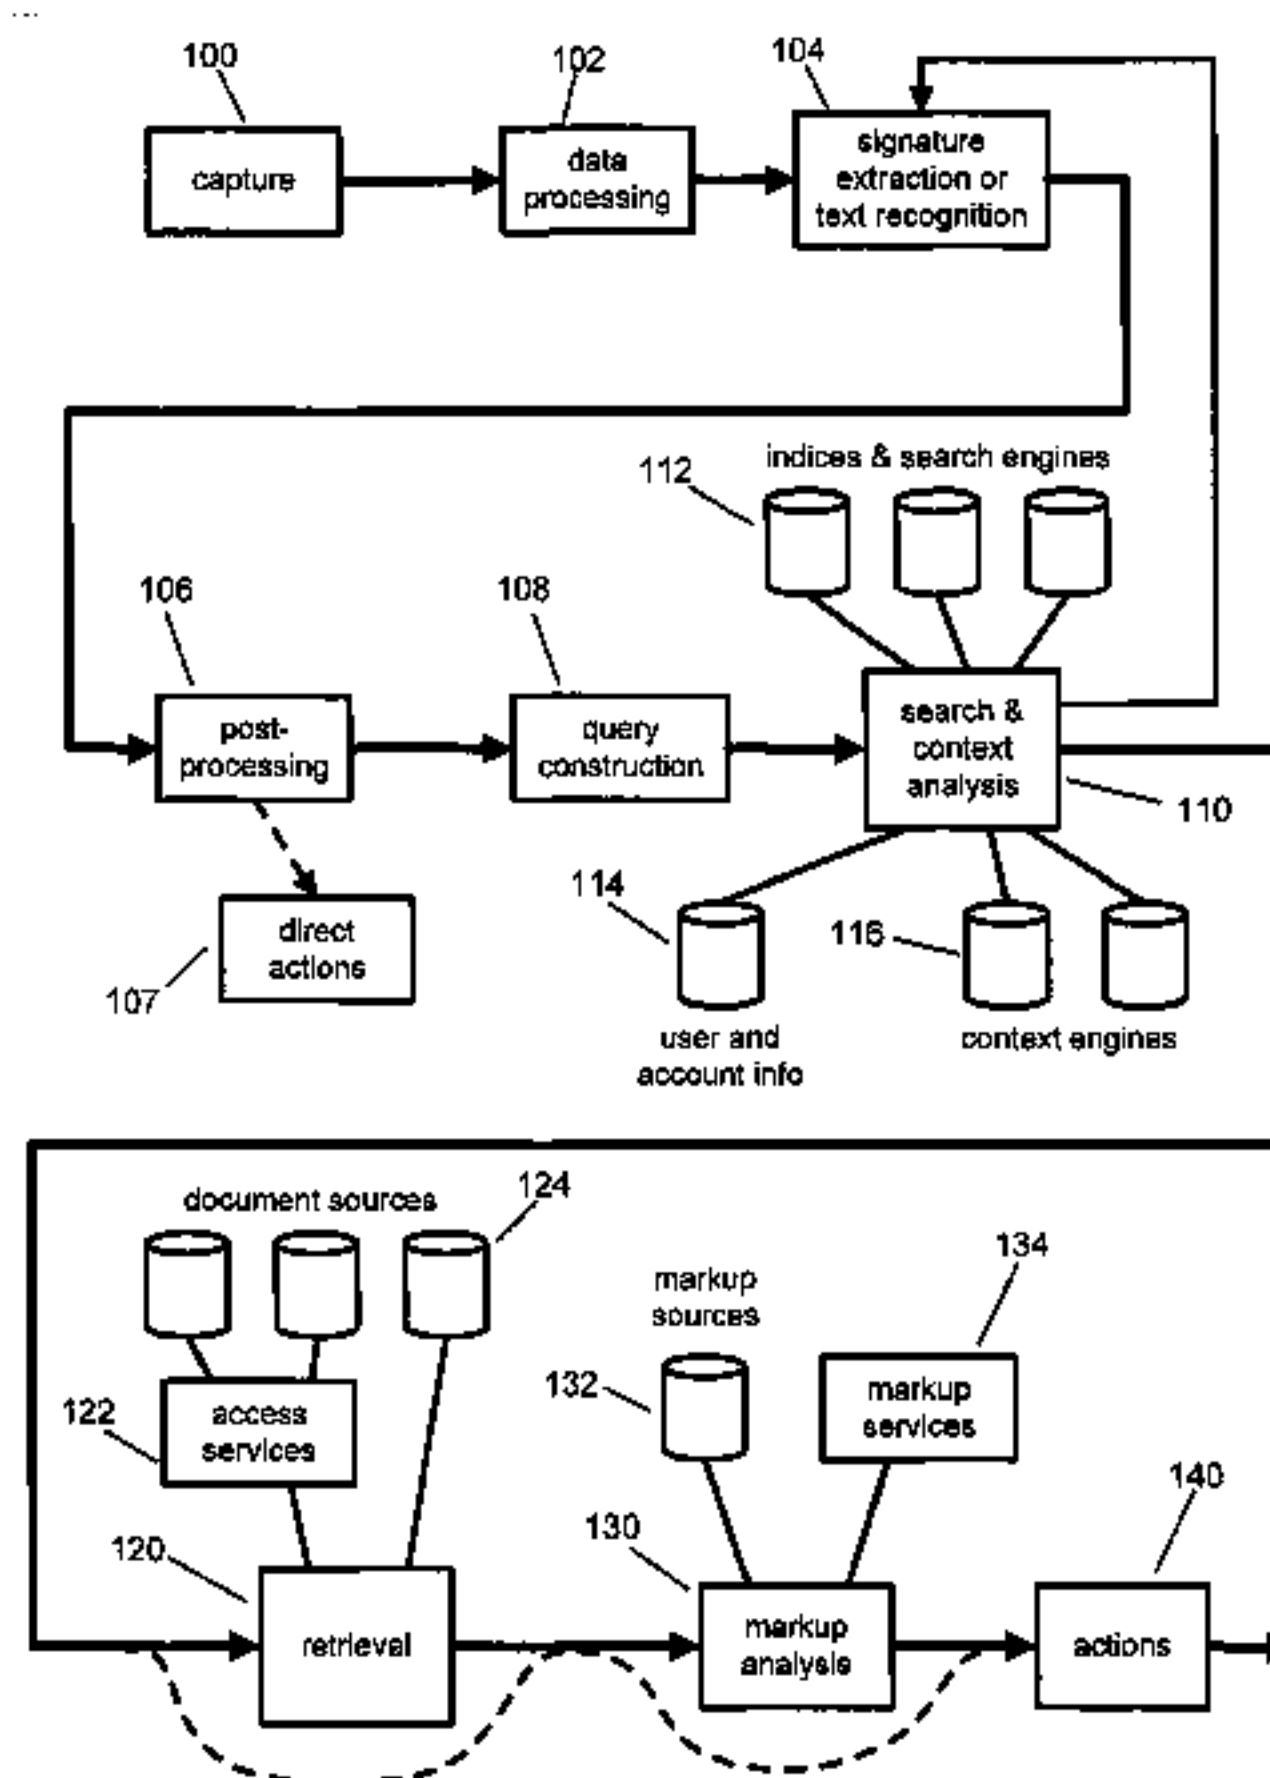 100
102
104
capture
data
processing
signature
extraction or
text recognition
indices & search engines
112
106
108
post-
processing
query
construction
search &
context
analysis
110
direct
actions
107
114
116
user and
account info
context engines
document sources
124
markup
sources
134
132
markup
services
122
access
services
140
120
130
retrieval
markup
analysis
actions